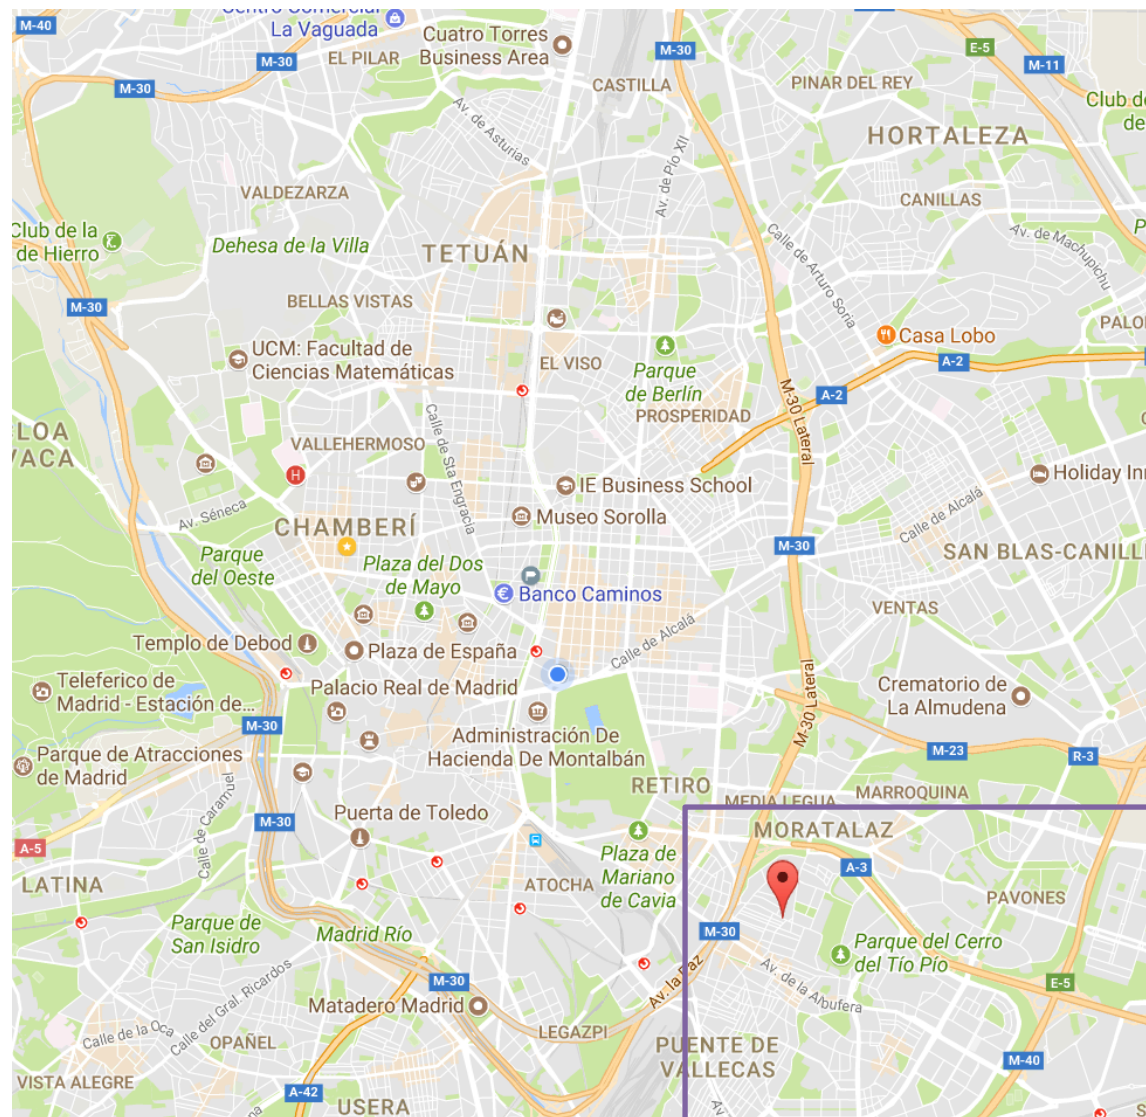 M-40
Centro Comercial
La Vaguada
Cuatro Torres
Business Area
M-30
E-5
M-30
EL PILAR
CASTILLA
PINAR DEL REY
M-11
M-30
Club de
de
Av. de Asturias
Av. de Pío XII
HORTALEZA
VALDEZARZA
CANILLAS
Club de la
de Hierro
Dehesa de la Villa
TETUÁN
Calle de Arturo Soria
Av. de Machupichu
M-30
BELLAS VISTAS
Casa Lobo
PALO
UCM: Facultad de
Ciencias Matemáticas
EL VISO
Parque
de Berlín
A-2
A-2
PROSPERIDAD
M-30 Lateral
LOA
VACA
VALLEHERMOSO
Calle de Sta Engracia
H
IE Business School
Holiday Inn
Av. Séneca
CHAMBERÍ
Museo Sorolla
Calle de Alcalá
M-30
SAN BLAS-CANILL
Parque
del Oeste
Plaza del Dos
de Mayo
Banco Caminos
VENTAS
Templo de Debod
Plaza de España
Calle de Alcalá
Teleferico de
Madrid - Estación de...
Palacio Real de Madrid
M-30 Lateral
Crematorio de
La Almudena
M-30
Administración De
Hacienda De Montalbán
M-23
R-3
Parque de Atracciones
de Madrid
RETIRO
MEDIA LEGUA
MARROQUINA
Calle de Caramuel
M-30
Puerta de Toledo
MORATALAZ
A-5
Plaza de
Mariano
de Cavia
A-3
LATINA
ATOCHA
PAVONES
Parque de
San Isidro
Madrid Río
M-30
Parque del Cerro
del Tío Pío
M-30
Av. la Paz
Av. de la Albufera
E-5
Matadero Madrid
Calle del Gral. Ricardos
Calle de la Oca
OPAÑEL
LEGAZPI
PUENTE DE
VALLECAS
M-40
VISTA ALEGRE
A-42
USERA
S